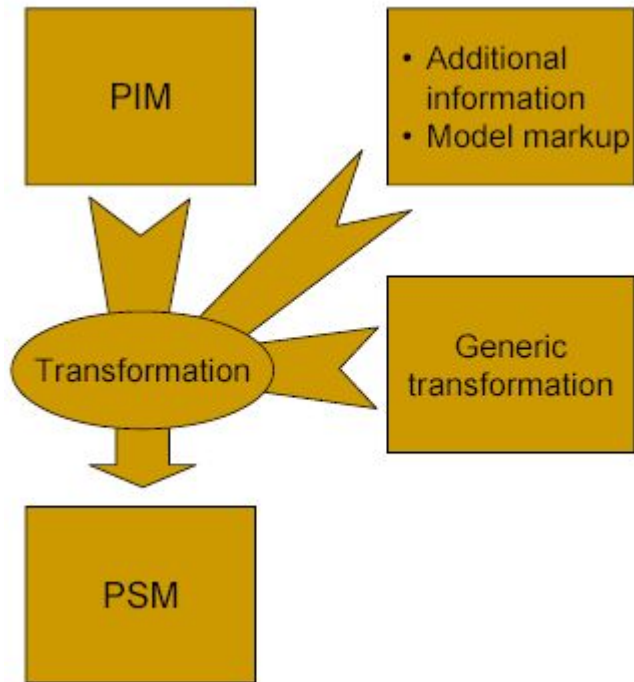 PIM
• Additional
information
• Model markup
Transformation
Generic
transformation
PSM